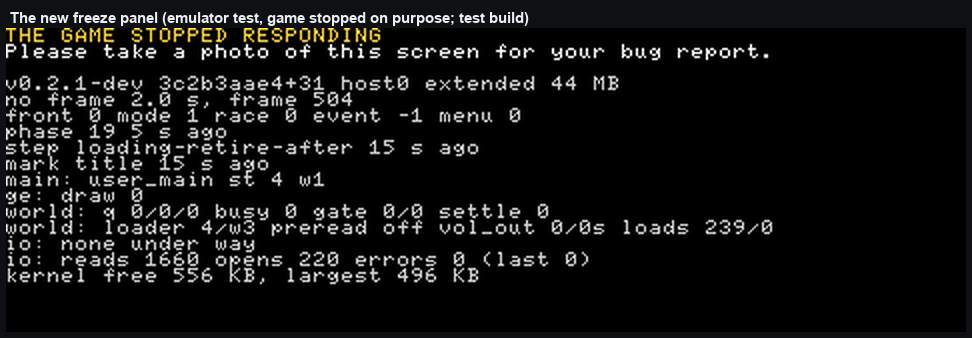 The new freeze panel (emulator test, game stopped on purpose; test build)
THE GAME STOPPED RESPONDING
Please take a photo of this screen for your bug report.
v0.2.1-dev 3c2b3aae4+31 host0 extended 44 MB
no frame 2.0 s, frame 504
front 0 mode 1 race 0 event -1 menu 0
phase 19 5 s ago
step loading-retire-after 15 s ago
mark title 15 s ago
main: user_main st 4 w1
ge: draw 0
world: q 0/0/0 busy 0 gate 0/0 settle 0
world: loader 4/w3 preread off vol_out 0/0s loads 239/0
io: none under way
io: reads 1660 opens 220 errors 0 (last 0)
kernel free 556 KB, largest 496 KB